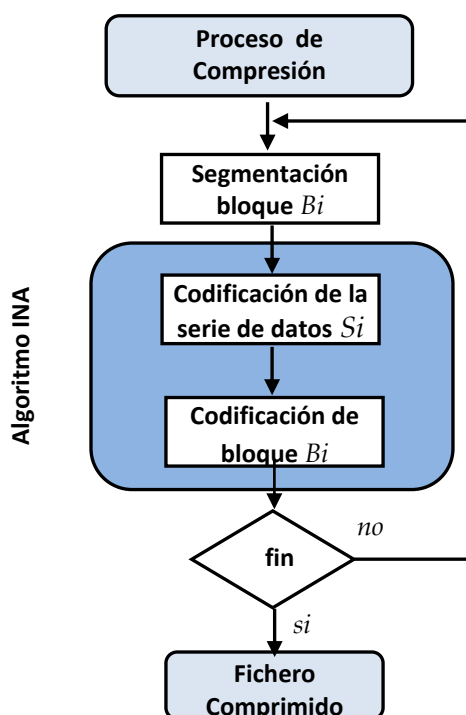 Proceso de
Compresión
Segmentación
bloque Bi
Algoritmo INA
Codificación de la
serie de datos Si
Codificación de
bloque Bi
fin
no
si
Fichero
Comprimido